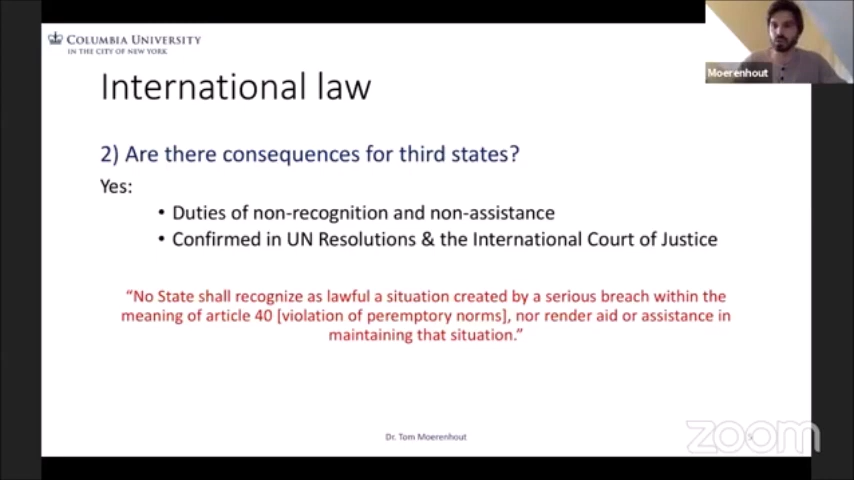 COLUMBIA UNIVERSITY
IN THE CITY OF NEW YORK
Moerenhout
International law
2) Are there consequences for third states?
Yes:
• Duties of non-recognition and non-assistance
• Confirmed in UN Resolutions & the International Court of Justice
“No State shall recognize as lawful a situation created by a serious breach within the
meaning of article 40 [violation of peremptory norms], nor render aid or assistance in
maintaining that situation.”
Dr. Tom Moerenhout
zoom